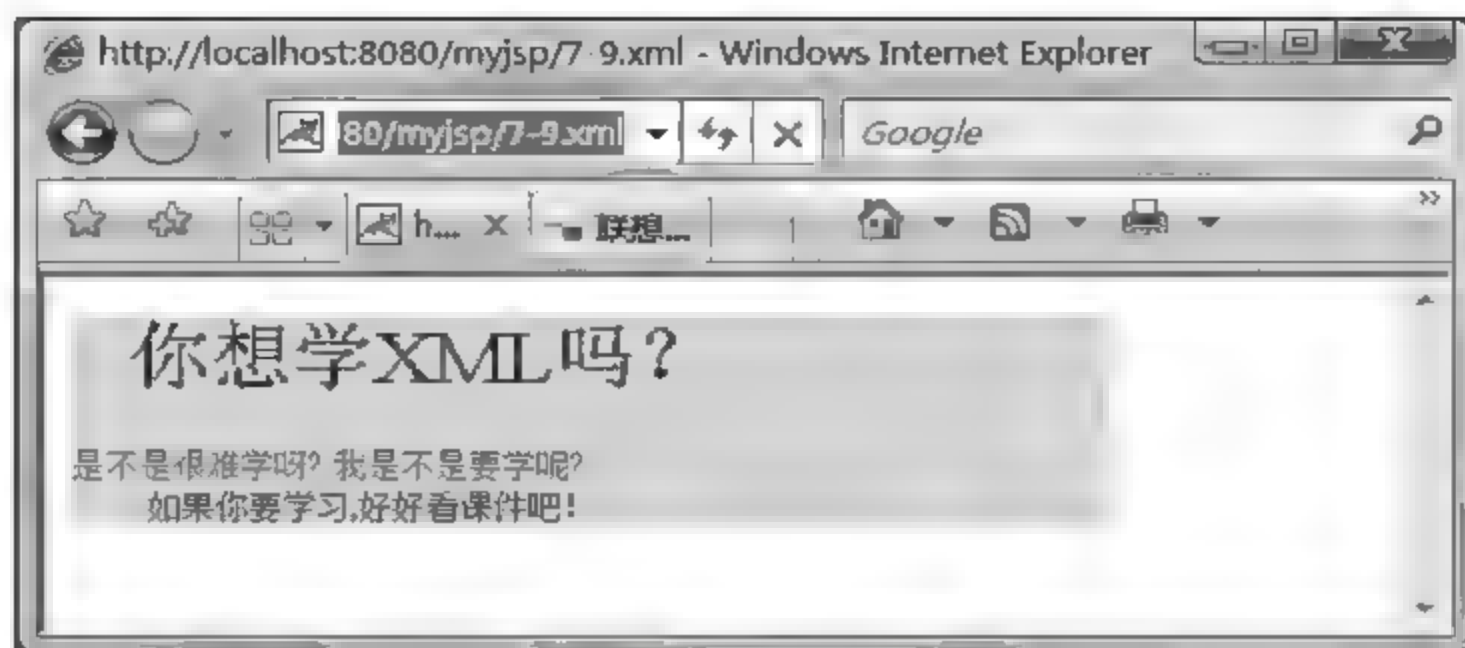 http://localhost:8080/myjsp/7-9.xml - Windows Internet Explorer
80/myjsp/7-9.xml
Google
h...
联想...
你想学XML吗？
是不是很难学呀？我是不是要学呢？
如果你要学习,好好看课件吧！